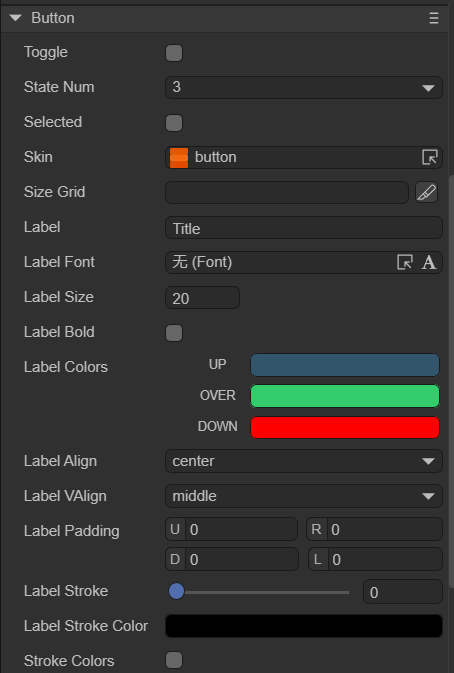 Button
Toggle
State Num 3
Selected
Skin button
Size Grid
Label Title
Label Font 无 (Font) A
Label Size 20
Label Bold
Label Colors UP
OVER
DOWN
Label Align center
Label VAlign middle
Label Padding U 0 R 0
D 0 L 0
Label Stroke 0
Label Stroke Color
Stroke Colors